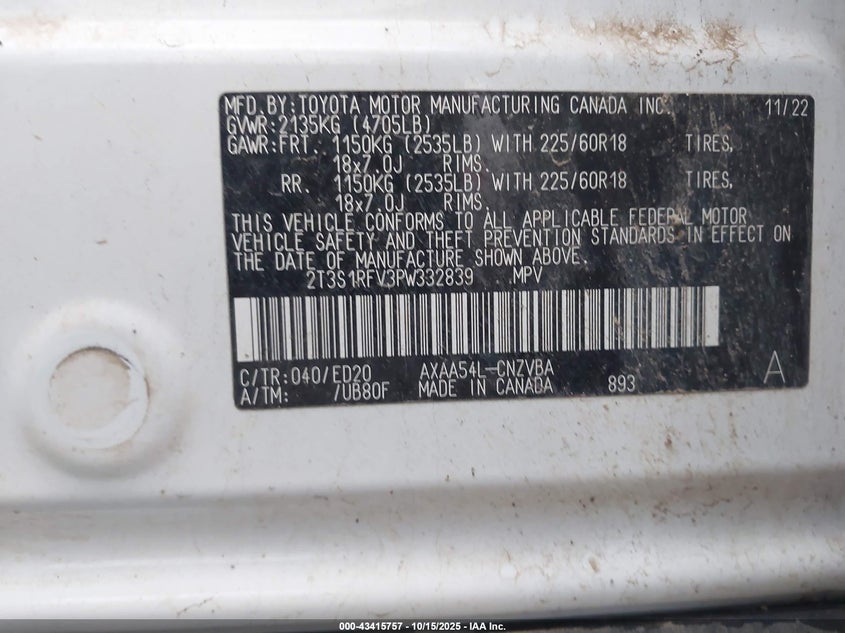 MFD.BY:TOYOTA MOTOR MANUFACTURING CANADA INC. 11/22
GVWR:2135KG (4705LB)
GAWR:FRT. 1150KG (2535LB) WITH 225/60R18 TIRES,
18x7.0J RIMS.
RR. 1150KG (2535LB) WITH 225/60R18 TIRES,
18x7.0J RIMS.
THIS VEHICLE CONFORMS TO ALL APPLICABLE FEDERAL MOTOR
VEHICLE SAFETY AND THEFT PREVENTION STANDARDS IN EFFECT ON
THE DATE OF MANUFACTURE SHOWN ABOVE.
2T3S1RFV3PW332839 MPV
C/TR:040/ED20 AXAA54L-CNZVBA
A/TM: /UB80F MADE IN CANADA 893 A
000-43415757 - 10/15/2025 - IAA Inc.